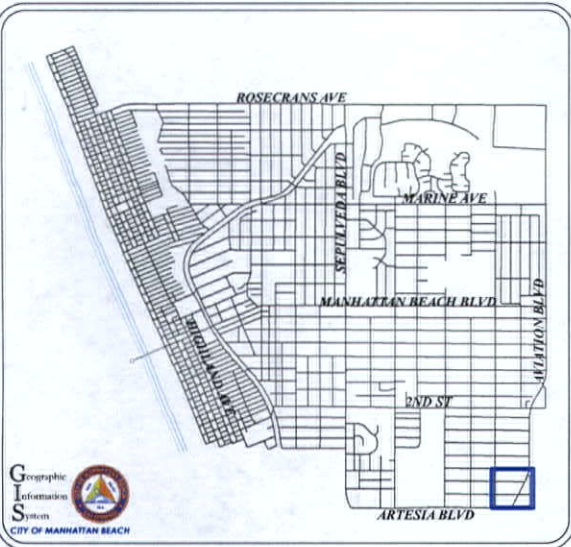 ROSECRANS AVE
SEPULVEDA BLVD
MARINE AVE
MANHATTAN BEACH BLVD
AVIATION BLVD
HIGHLAND AVE
2ND ST
Geographic
Information
System
CITY OF MANHATTAN BEACH
ARTESIA BLVD